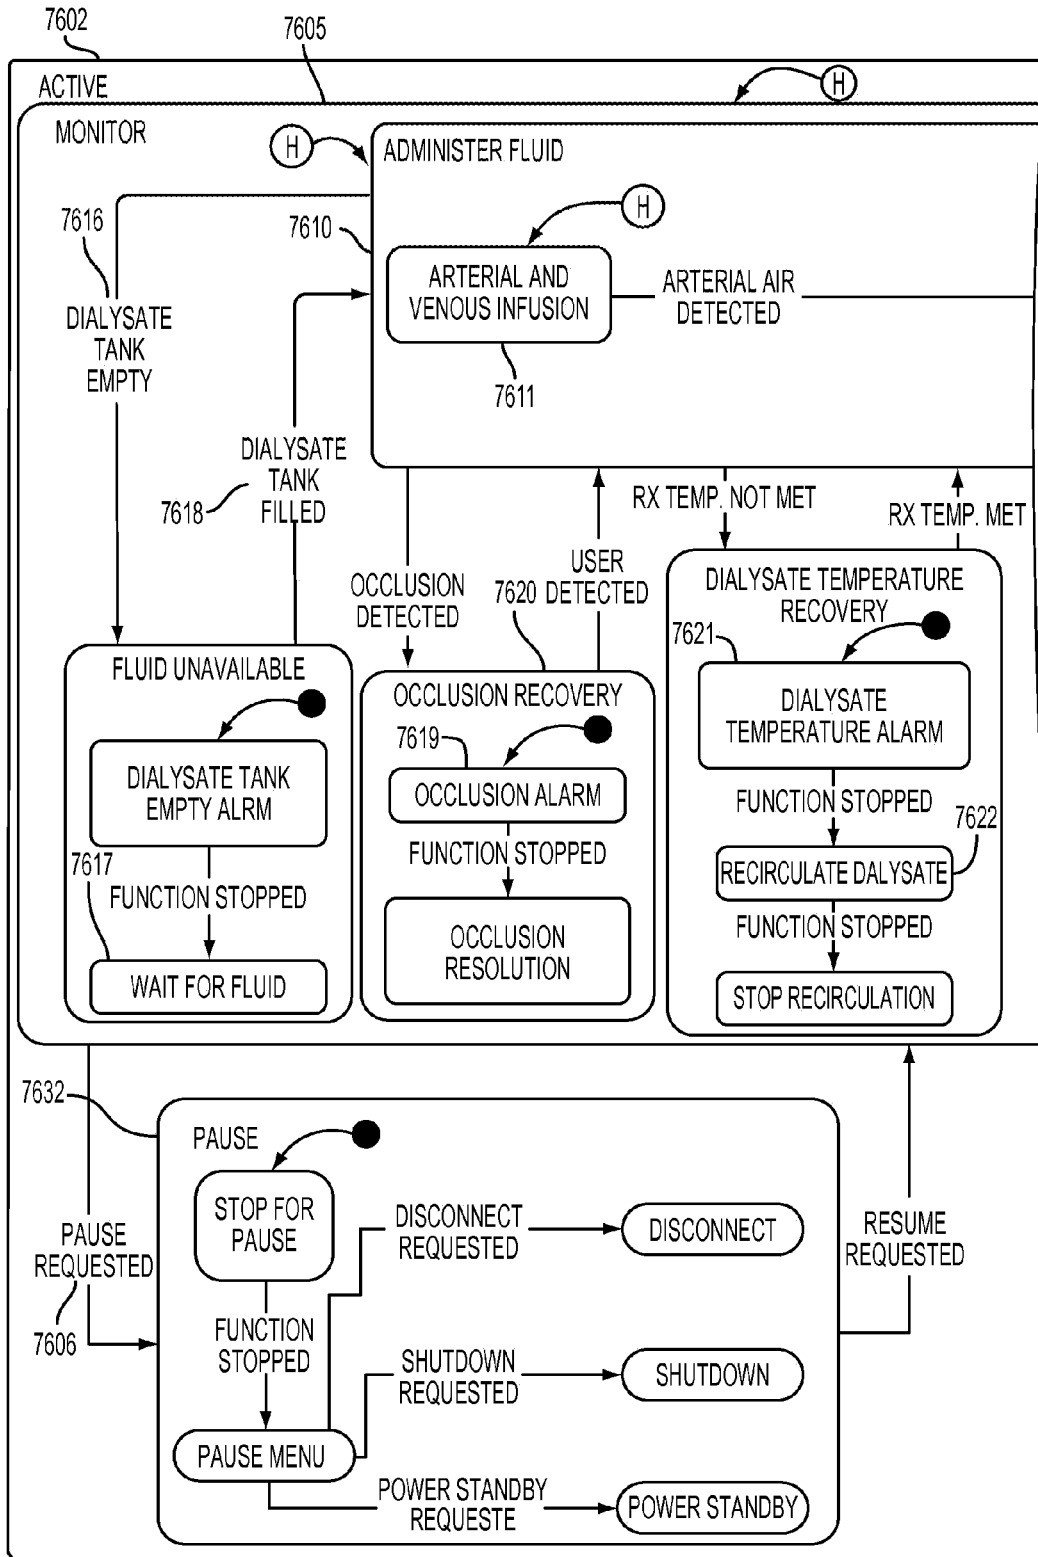 7602
7605
ACTIVE
H
MONITOR
H
ADMINISTER FLUID
7616
7610
H
ARTERIAL AND
VENOUS INFUSION
ARTERIAL AIR
DETECTED
DIALYSATE
TANK
EMPTY
7611
DIALYSATE
TANK
FILLED
7618
RX TEMP. NOT MET
RX TEMP. MET
OCCLUSION
DETECTED
USER
DETECTED
7620
DIALYSATE TEMPERATURE
RECOVERY
7621
FLUID UNAVAILABLE
OCCLUSION RECOVERY
DIALYSATE
TEMPERATURE ALARM
7619
DIALYSATE TANK
EMPTY ALRM
OCCLUSION ALARM
FUNCTION STOPPED
7622
7617
FUNCTION STOPPED
FUNCTION STOPPED
RECIRCULATE DALYSATE
FUNCTION STOPPED
OCCLUSION
RESOLUTION
WAIT FOR FLUID
STOP RECIRCULATION
7632
PAUSE
STOP FOR
PAUSE
DISCONNECT
REQUESTED
DISCONNECT
PAUSE
REQUESTED
RESUME
REQUESTED
7606
FUNCTION
STOPPED
SHUTDOWN
REQUESTED
SHUTDOWN
PAUSE MENU
POWER STANDBY
REQUESTE
POWER STANDBY